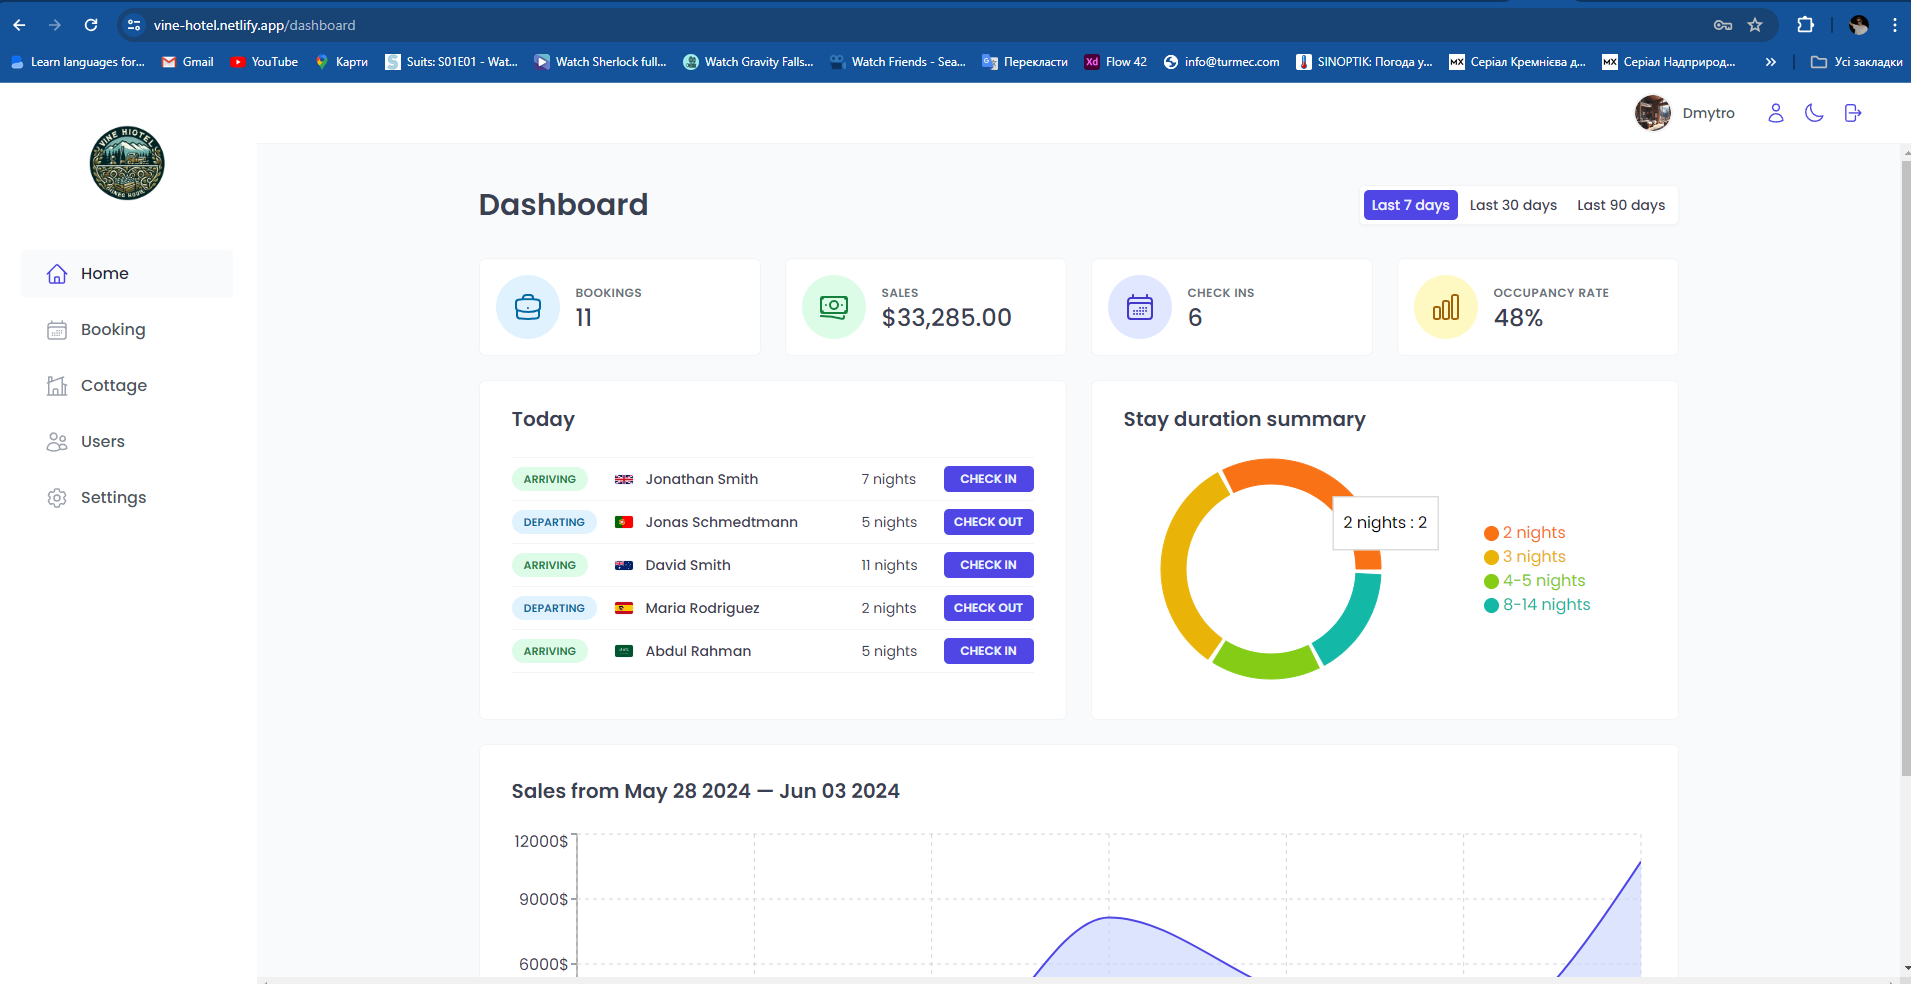 vine-hotel.netlify.app/dashboard
Learn languages for...
Gmail
YouTube
Карти
Suits: S01E01 - Wat...
Watch Sherlock full...
Watch Gravity Falls...
Watch Friends - Sea...
Перекласти
Xd Flow 42
info@turmec.com
SINOPTIK: Погода у...
MX Серіал Кремнієва д...
MX Серіал Надприрод...
»
Усі закладки
VINE HIOTEL
Dmytro
Home
Booking
Cottage
Users
Settings
Dashboard
Last 7 days
Last 30 days
Last 90 days
BOOKINGS
11
SALES
$33,285.00
CHECK INS
6
OCCUPANCY RATE
48%
Today
ARRIVING Jonathan Smith 7 nights CHECK IN
DEPARTING Jonas Schmedtmann 5 nights CHECK OUT
ARRIVING David Smith 11 nights CHECK IN
DEPARTING Maria Rodriguez 2 nights CHECK OUT
ARRIVING Abdul Rahman 5 nights CHECK IN
Stay duration summary
2 nights : 2
2 nights
3 nights
4-5 nights
8-14 nights
Sales from May 28 2024 — Jun 03 2024
12000$
9000$
6000$